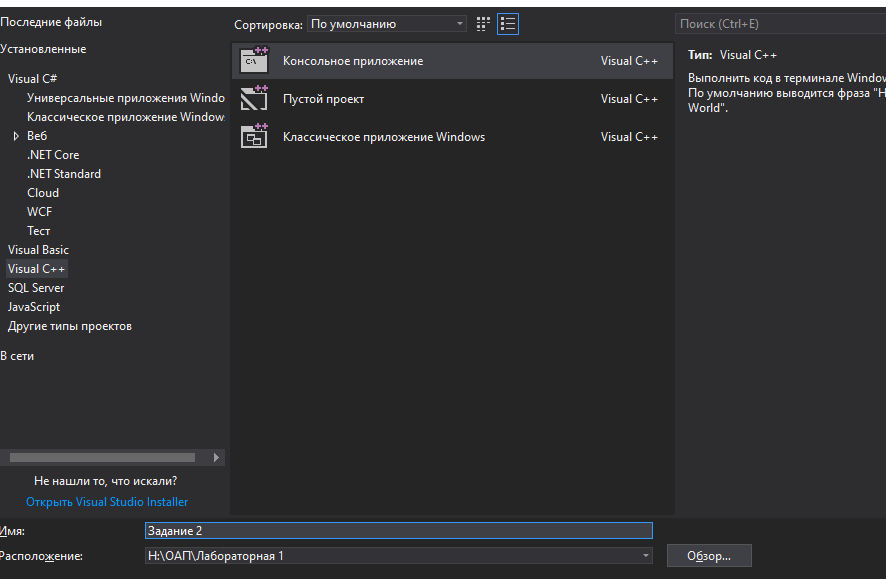 Последние файлы
Установленные
Visual C#
Универсальные приложения Windo
Классическое приложение Window
Веб
.NET Core
.NET Standard
Cloud
WCF
Тест
Visual Basic
Visual C++
SQL Server
JavaScript
Другие типы проектов
В сети
Не нашли то, что искали?
Открыть Visual Studio Installer
Сортировка: По умолчанию
Консольное приложение Visual C++
Пустой проект Visual C++
Классическое приложение Windows Visual C++
Поиск (Ctrl+E)
Тип: Visual C++
Выполнить код в терминале Window
По умолчанию выводится фраза "H
World".
Имя: Задание 2
Расположение: H:\ОАП\Лабораторная 1
Обзор...